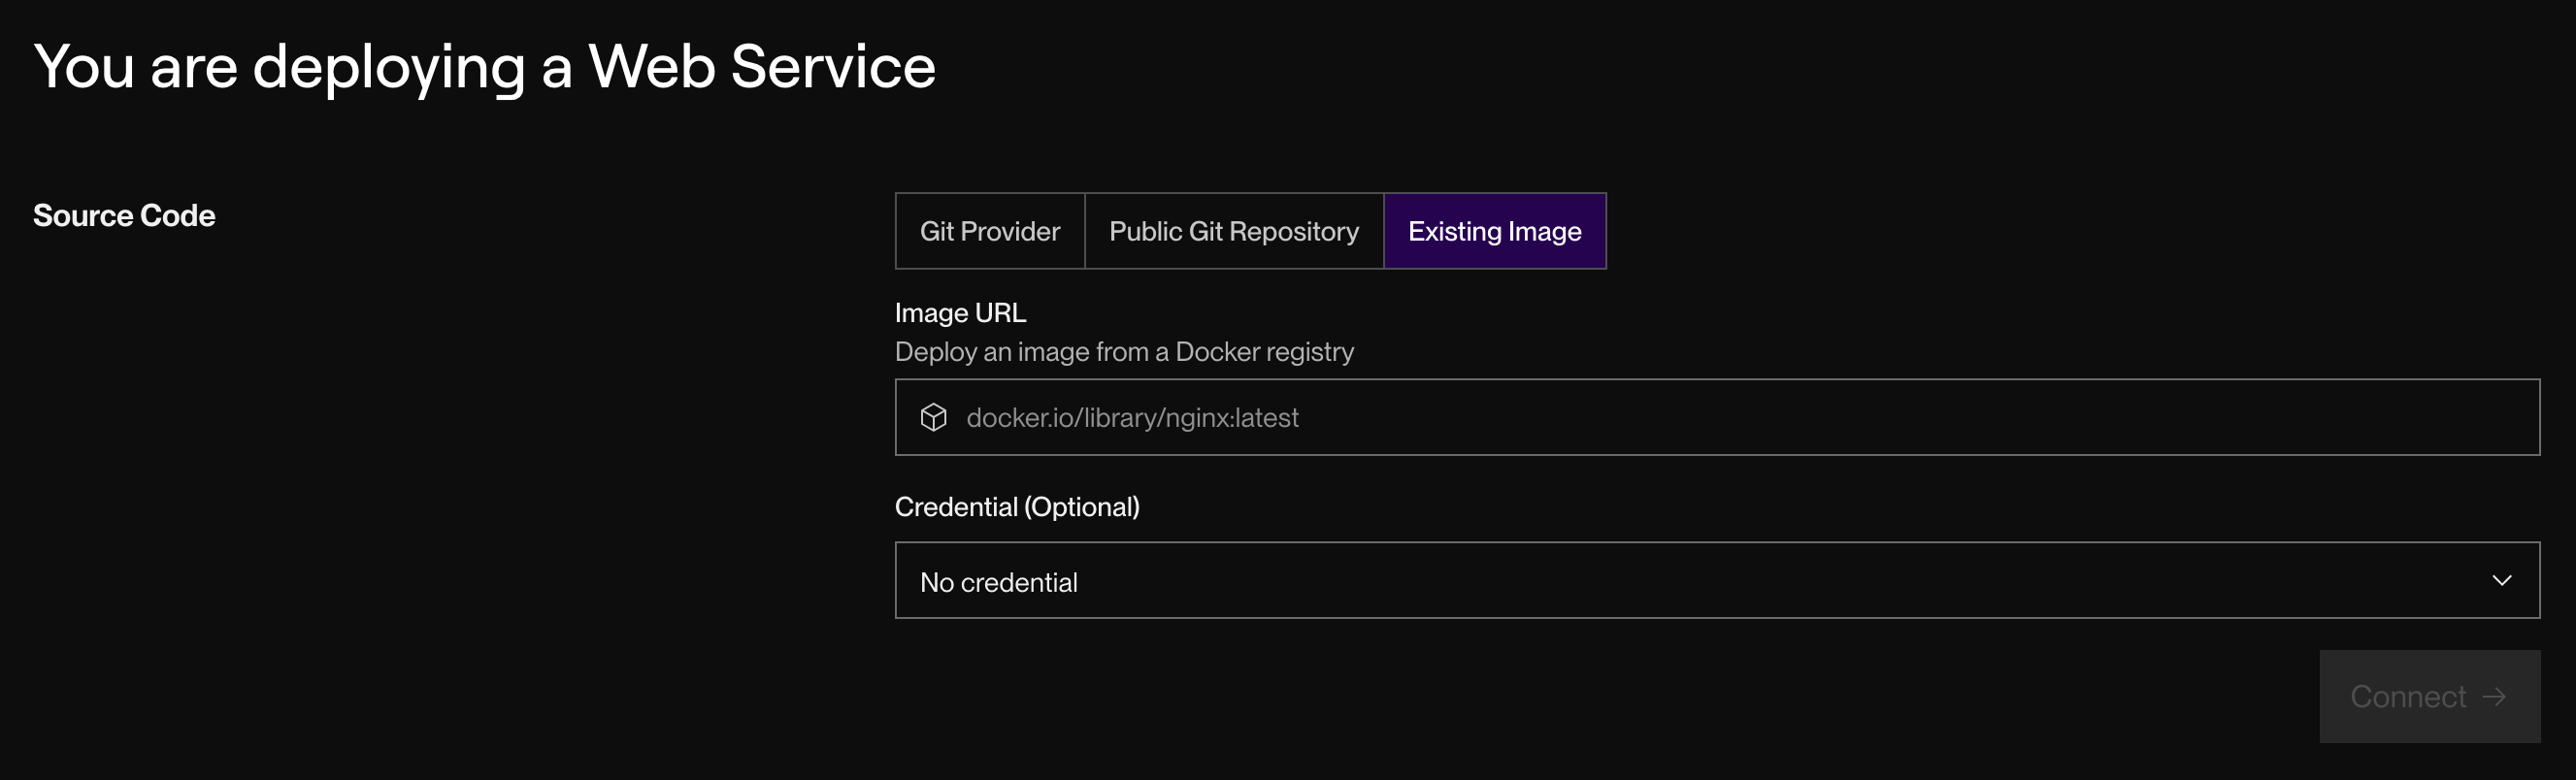 You are deploying a Web Service
Source Code
Git Provider
Public Git Repository
Existing Image
Image URL
Deploy an image from a Docker registry
docker.io/library/nginx:latest
Credential (Optional)
No credential
Connect